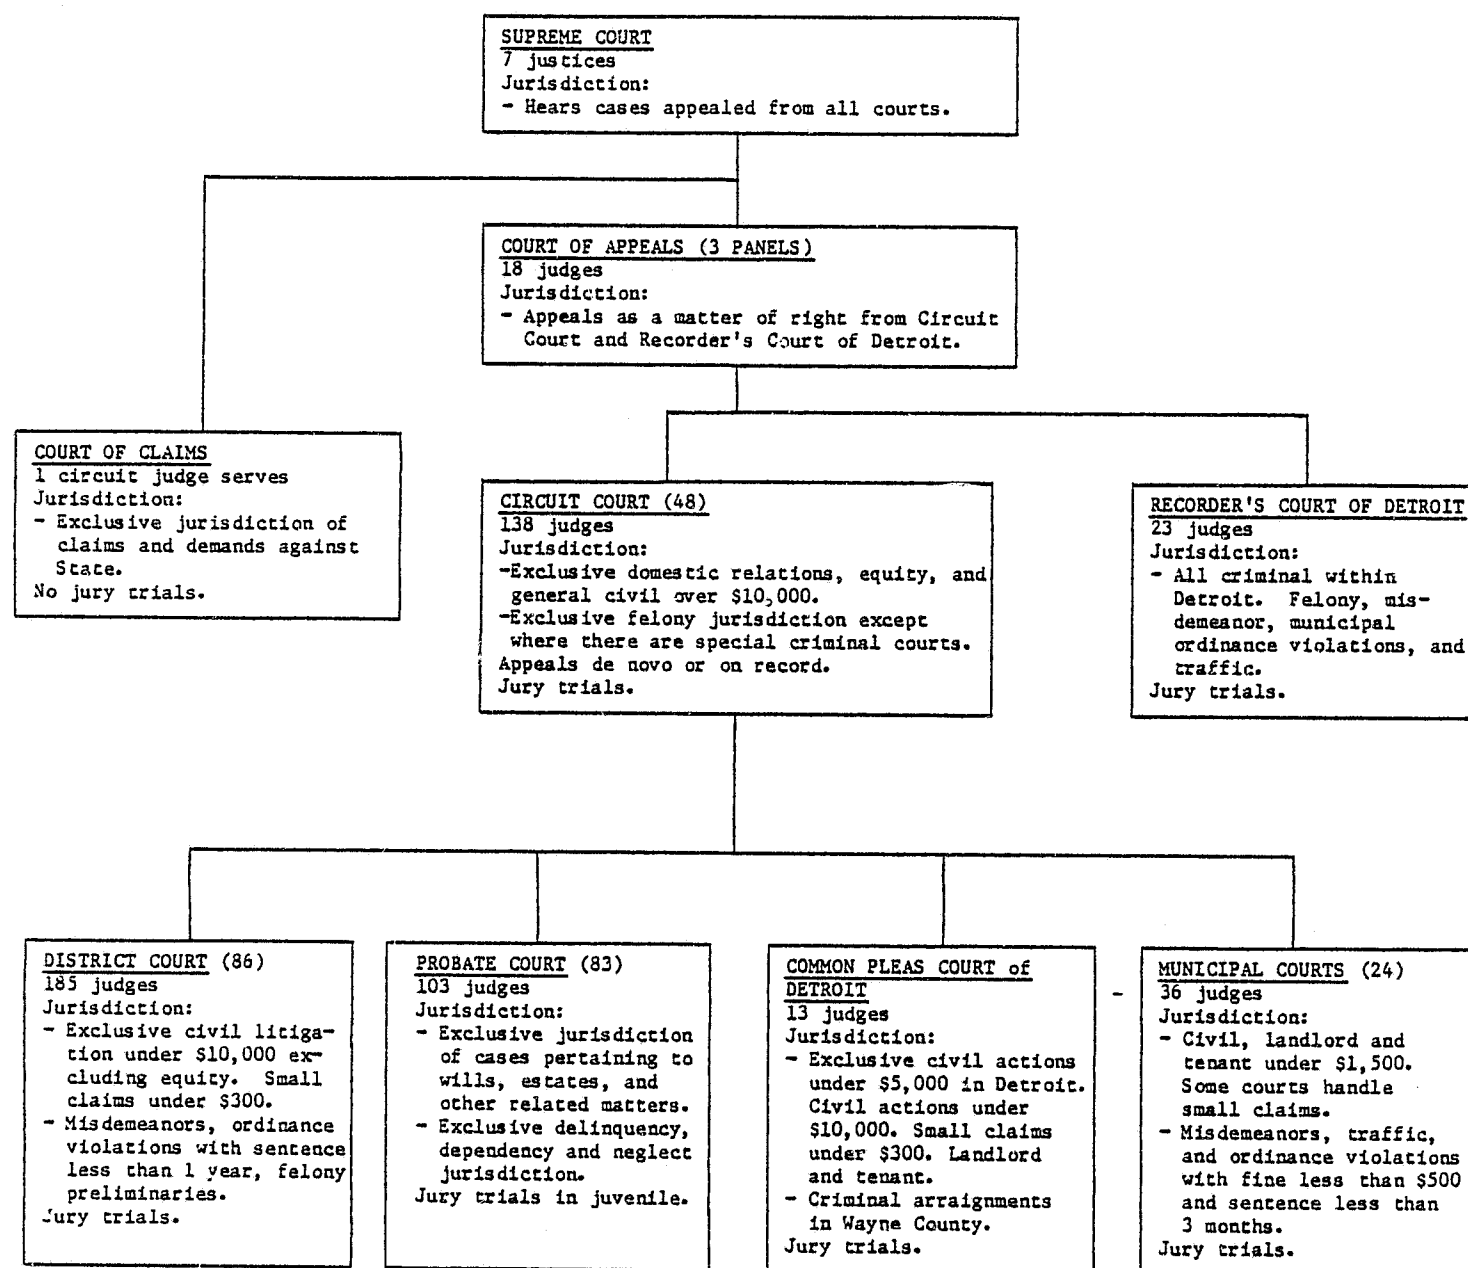 SUPREME COURT
7 justices
Jurisdiction:
- Hears cases appealed from all courts.
COURT OF APPEALS (3 PANELS)
18 judges
Jurisdiction:
- Appeals as a matter of right from Circuit
Court and Recorder's Court of Detroit.
COURT OF CLAIMS
1 circuit judge serves
Jurisdiction:
- Exclusive jurisdiction of
claims and demands against
State.
No jury trials.
CIRCUIT COURT (48)
138 judges
Jurisdiction:
-Exclusive domestic relations, equity, and
general civil over $10,000.
-Exclusive felony jurisdiction except
where there are special criminal courts.
Appeals de novo or on record.
Jury trials.
RECORDER'S COURT OF DETROIT
23 judges
Jurisdiction:
- All criminal within
Detroit. Felony, mis-
demeanor, municipal
ordinance violations, and
traffic.
Jury trials.
DISTRICT COURT (86)
185 judges
Jurisdiction:
- Exclusive civil litiga-
tion under $10,000 ex-
cluding equity. Small
claims under $300.
- Misdemeanors, ordinance
violations with sentence
less than 1 year, felony
preliminaries.
Jury trials.
PROBATE COURT (83)
103 judges
Jurisdiction:
- Exclusive jurisdiction
of cases pertaining to
wills, estates, and
other related matters.
- Exclusive delinquency,
dependency and neglect
jurisdiction.
Jury trials in juvenile.
COMMON PLEAS COURT of
DETROIT
13 judges
Jurisdiction:
- Exclusive civil actions
under $5,000 in Detroit.
Civil actions under
$10,000. Small claims
under $300. Landlord
and tenant.
- Criminal arraignments
in Wayne County.
Jury trials.
MUNICIPAL COURTS (24)
36 judges
Jurisdiction:
- Civil, landlord and
tenant under $1,500.
Some courts handle
small claims.
- Misdemeanors, traffic,
and ordinance violations
with fine less than $500
and sentence less than
3 months.
Jury trials.